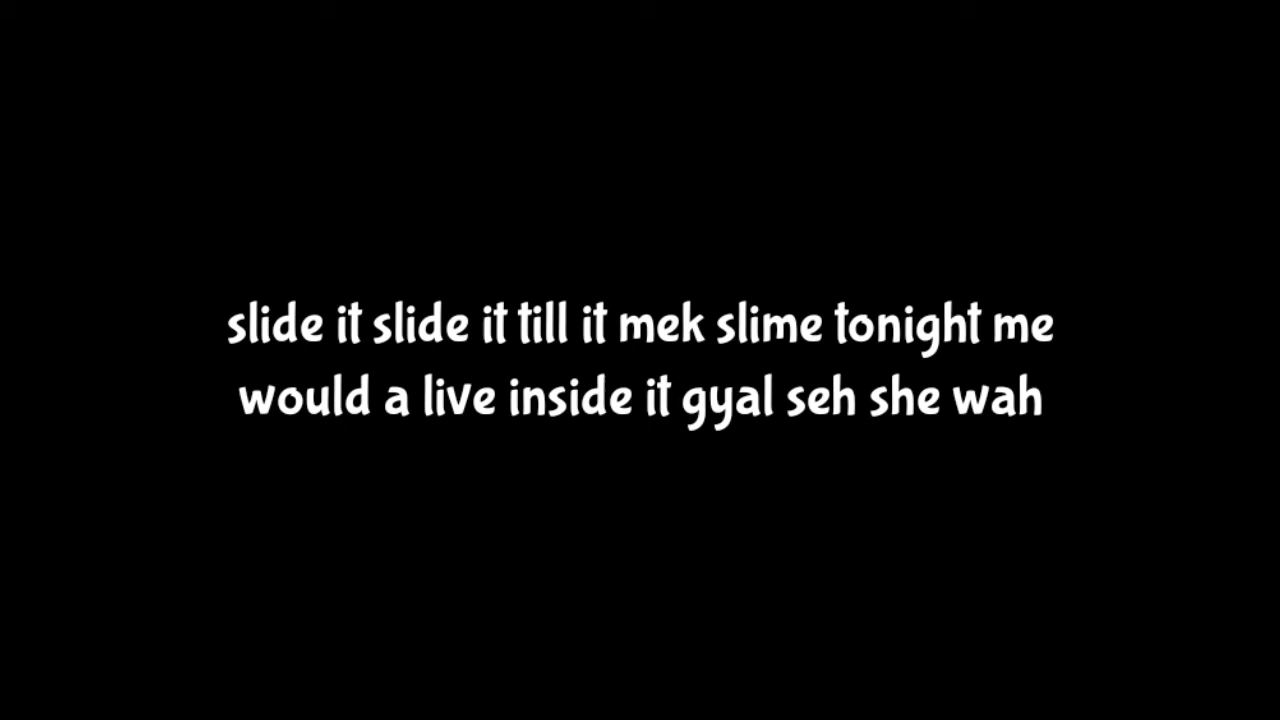 slide it slide it till it mek slime tonight me
would a live inside it gyal seh she wah